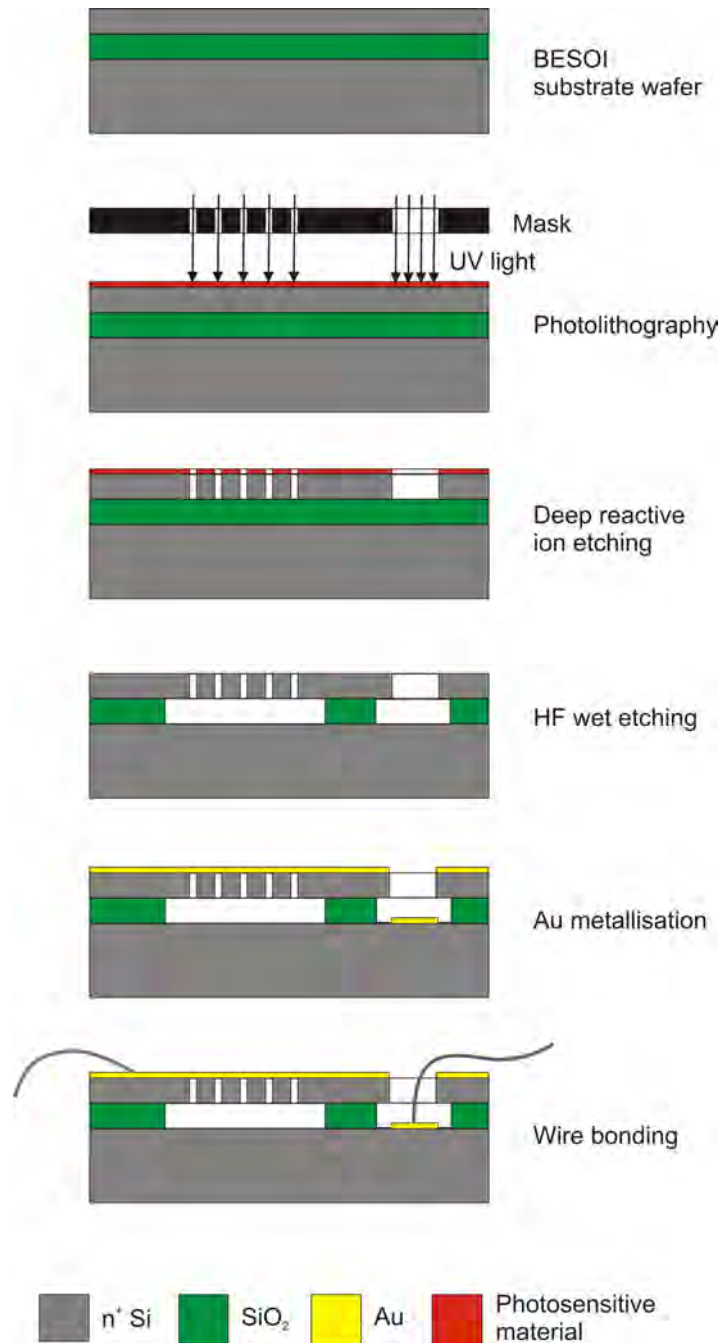 BESOI
substrate wafer
Mask
UV light
Photolithography
Deep reactive
ion etching
HF wet etching
Au metallisation
Wire bonding
n⁺ Si
SiO₂
Au
Photosensitive
material